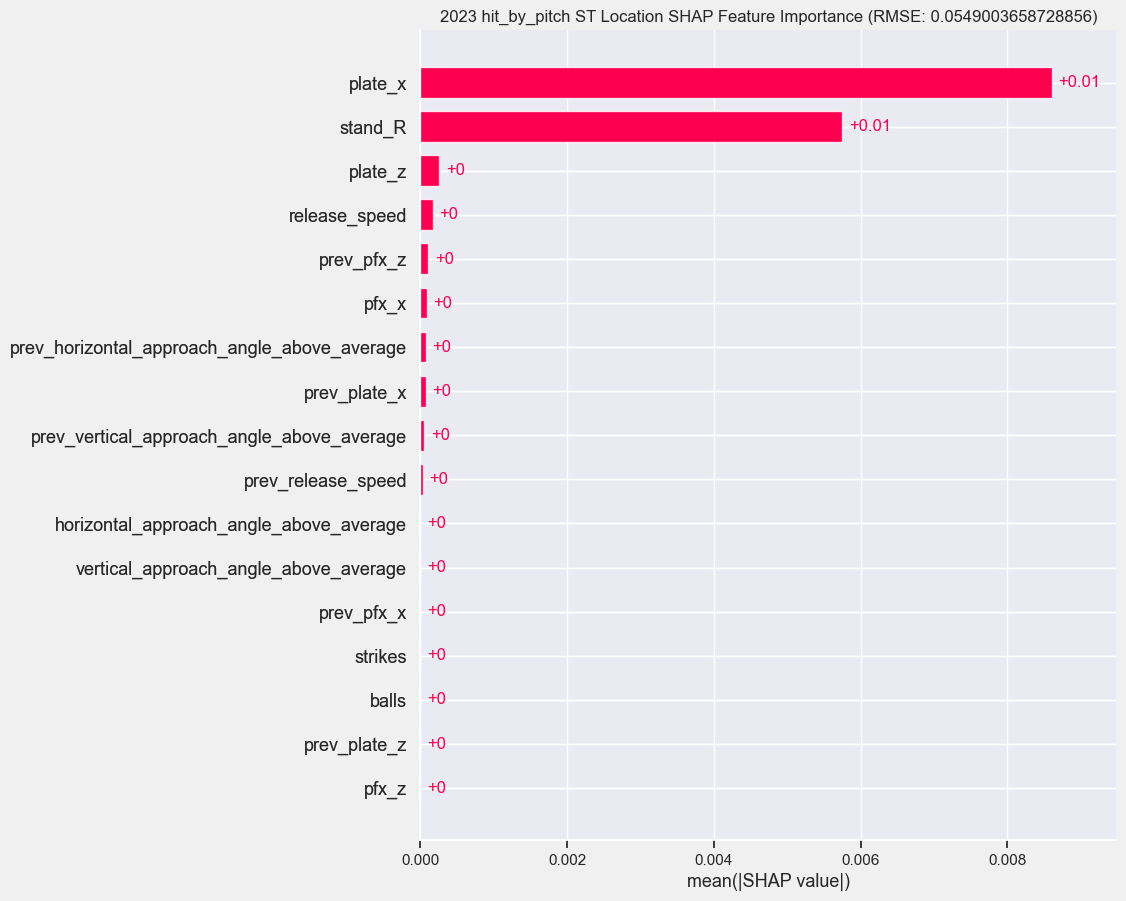 2023 hit_by_pitch ST Location SHAP Feature Importance (RMSE: 0.0549003658728856)
plate_x +0.01
stand_R +0.01
plate_z +0
release_speed +0
prev_pfx_z +0
pfx_x +0
prev_horizontal_approach_angle_above_average +0
prev_plate_x +0
prev_vertical_approach_angle_above_average +0
prev_release_speed +0
horizontal_approach_angle_above_average +0
vertical_approach_angle_above_average +0
prev_pfx_x +0
strikes +0
balls +0
prev_plate_z +0
pfx_z +0
0.000 0.002 0.004 0.006 0.008
mean(|SHAP value|)